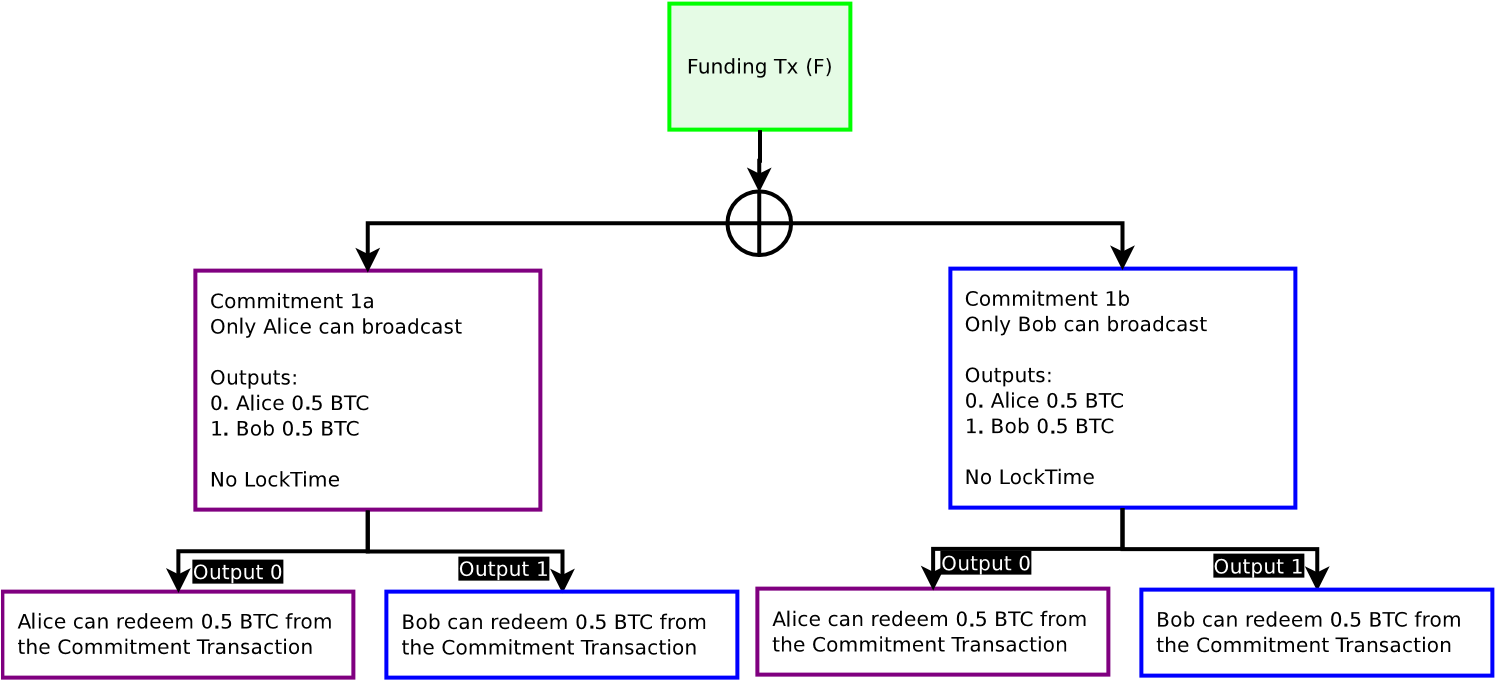 Funding Tx (F)
Commitment 1a
Only Alice can broadcast
Outputs:
0. Alice 0.5 BTC
1. Bob 0.5 BTC
No LockTime
Commitment 1b
Only Bob can broadcast
Outputs:
0. Alice 0.5 BTC
1. Bob 0.5 BTC
No LockTime
Output 0
Output 1
Output 0
Output 1
Alice can redeem 0.5 BTC from
the Commitment Transaction
Bob can redeem 0.5 BTC from
the Commitment Transaction
Alice can redeem 0.5 BTC from
the Commitment Transaction
Bob can redeem 0.5 BTC from
the Commitment Transaction